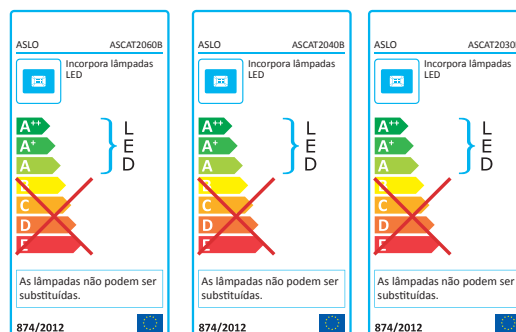 ASLO ASCAT2060B
Incorpora lâmpadas
LED
A++
A+
A
C
D
E
L
E
D
As lâmpadas não podem ser
substituídas.
874/2012
ASLO ASCAT2040B
Incorpora lâmpadas
LED
A++
A+
A
C
D
E
L
E
D
As lâmpadas não podem ser
substituídas.
874/2012
ASLO ASCAT2030B
Incorpora lâmpadas
LED
A++
A+
A
C
D
E
L
E
D
As lâmpadas não podem ser
substituídas.
874/2012